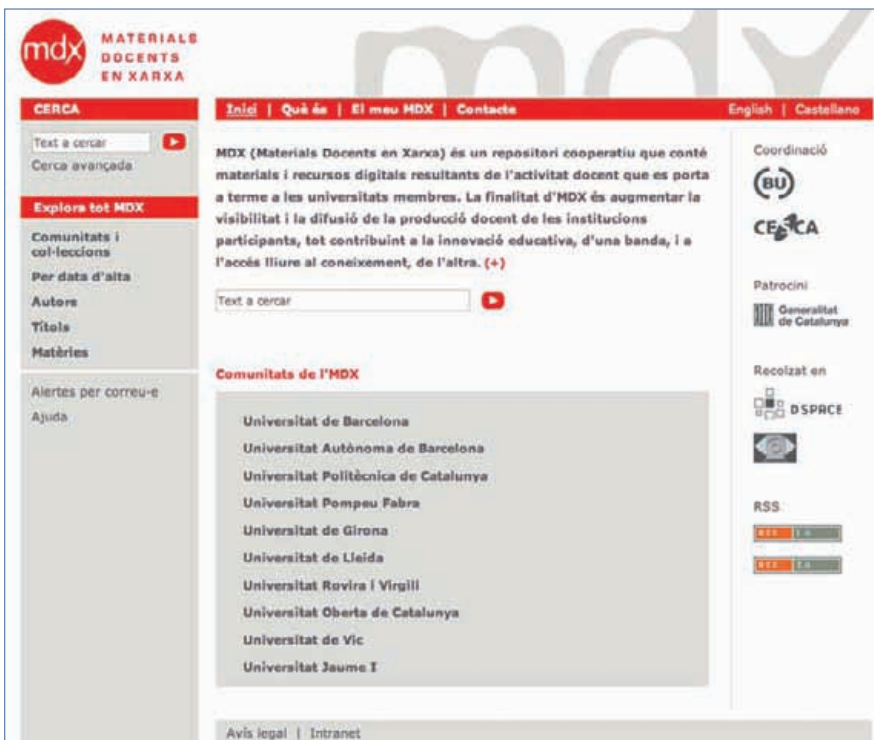 mdx
MATERIALS
DOCENTS
EN XARXA
mdx
CERCA
Text a cercar
Cerca avançada
Explora tot MDX
Comunitats i
col·leccions
Per data d'alta
Autors
Títols
Matèries
Alertes per correu-e
Ajuda
Inici | Què és | El meu MDX | Contacte
English | Castellano
MDX (Materials Docents en Xarxa) és un repositori cooperatiu que conté
materials i recursos digitals resultants de l'activitat docent que es porta
a terme a les universitats membres. La finalitat d'MDX és augmentar la
visibilitat i la difusió de la producció docent de les institucions
participants, tot contribuint a la innovació educativa, d'una banda, i a
l'accés lliure al coneixement, de l'altra. (+)
Text a cercar
Comunitats de l'MDX
Universitat de Barcelona
Universitat Autònoma de Barcelona
Universitat Politècnica de Catalunya
Universitat Pompeu Fabra
Universitat de Girona
Universitat de Lleida
Universitat Rovira i Virgili
Universitat Oberta de Catalunya
Universitat de Vic
Universitat Jaume I
Avís legal | Intranet
Coordinació
BU
Patrocini
Generalitat
de Catalunya
Recolzat en
DSPACE
RSS
RSS
RSS